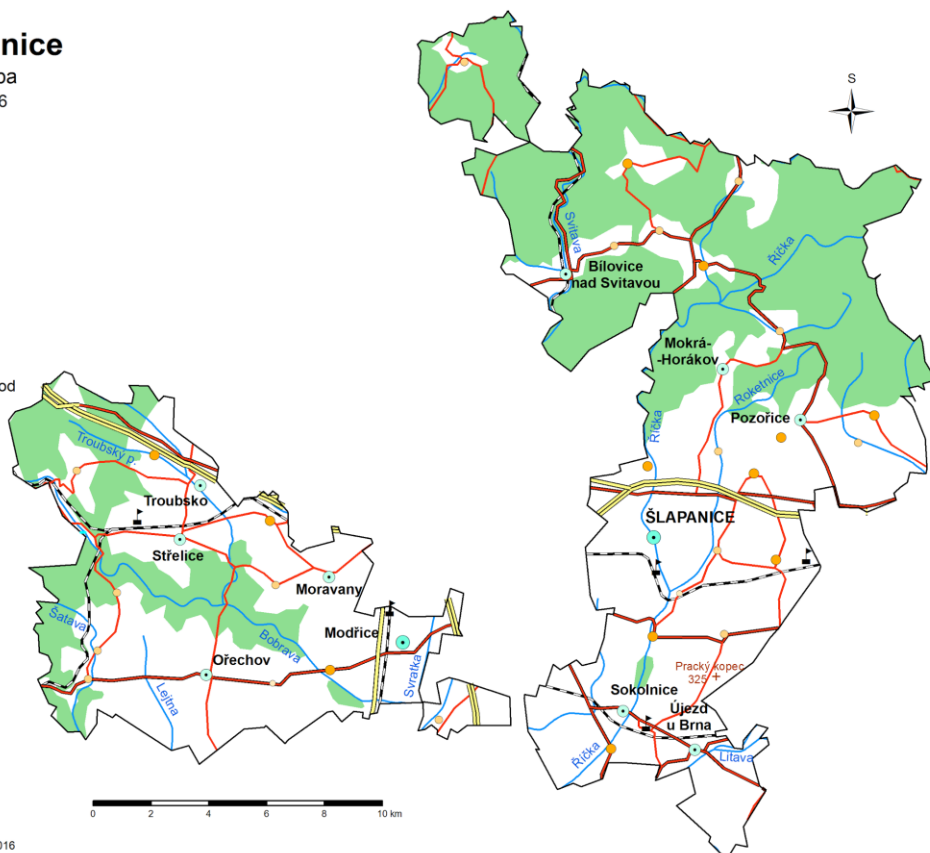 nice
ba
6
S
Svitava
Bílovice
nad Svitavou
Říčka
Mokrá-
-Horákov
Roketnice
Pozořice
Říčka
od
Troubský p.
Troubsko
Střelice
ŠLAPANICE
Moravany
Šatava
Bobrava
Modřice
Ořechov
Svratka
Lejtna
Pracký kopec
325
Sokolnice
Újezd
u Brna
Říčka
Litava
0 2 4 6 8 10 km
016